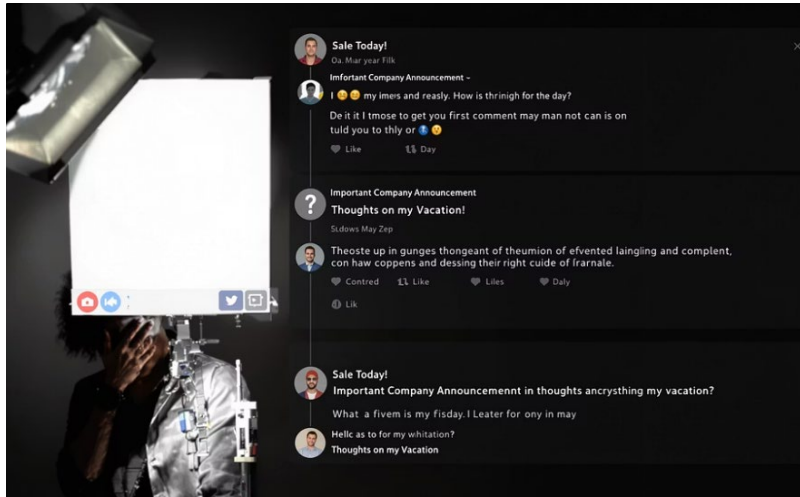 Sale Today!
Oa. Muar year Filk
Imfortant Company Announcement –
I 😊😊 my imeıs and reasly. How is thrinigh for the day?
De it it I tmose to get you first comment may man not can is on
tuld you to thly or
Like Day
Important Company Announcement
Thoughts on my Vacation!
Sıdows May Zep
Theoste up in gunges thongeant of theumion of efvented laingling and complent,
con haw coppens and dessing their right cuide of frarnale.
Contred Like Liles Daly
Lik
Sale Today!
Important Company Announcemennt in thoughts ancrysthing my vacation?
What a fivem is my fisday. I Leater for ony in may
Hellc as to for my whitation?
Thoughts on my Vacation